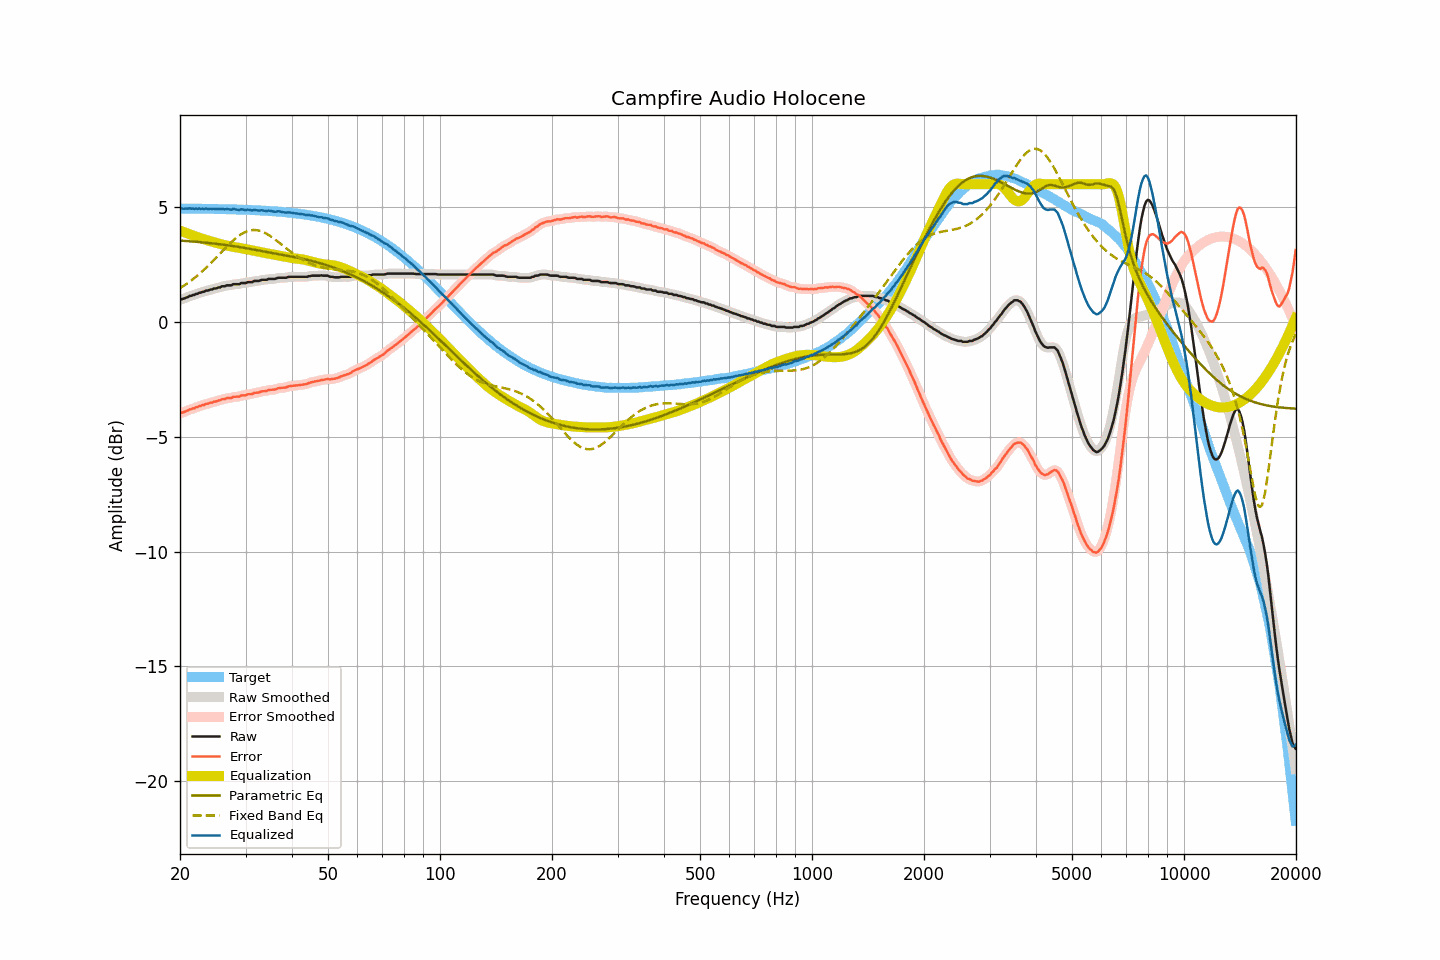 Campfire Audio Holocene
Amplitude (dBr)
5
0
−5
−10
−15
−20
Target
Raw Smoothed
Error Smoothed
Raw
Error
Equalization
Parametric Eq
Fixed Band Eq
Equalized
20 50 100 200 500 1000 2000 5000 10000 20000
Frequency (Hz)